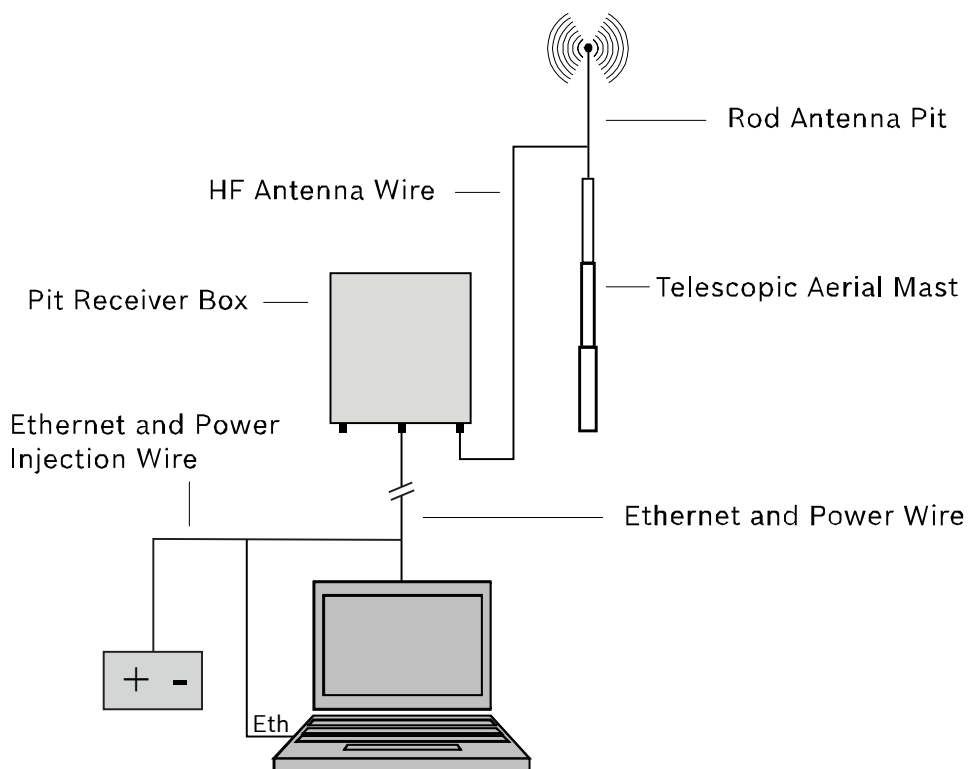 Rod Antenna Pit
HF Antenna Wire
Telescopic Aerial Mast
Pit Receiver Box
Ethernet and Power
Injection Wire
Ethernet and Power Wire
+ -
Eth